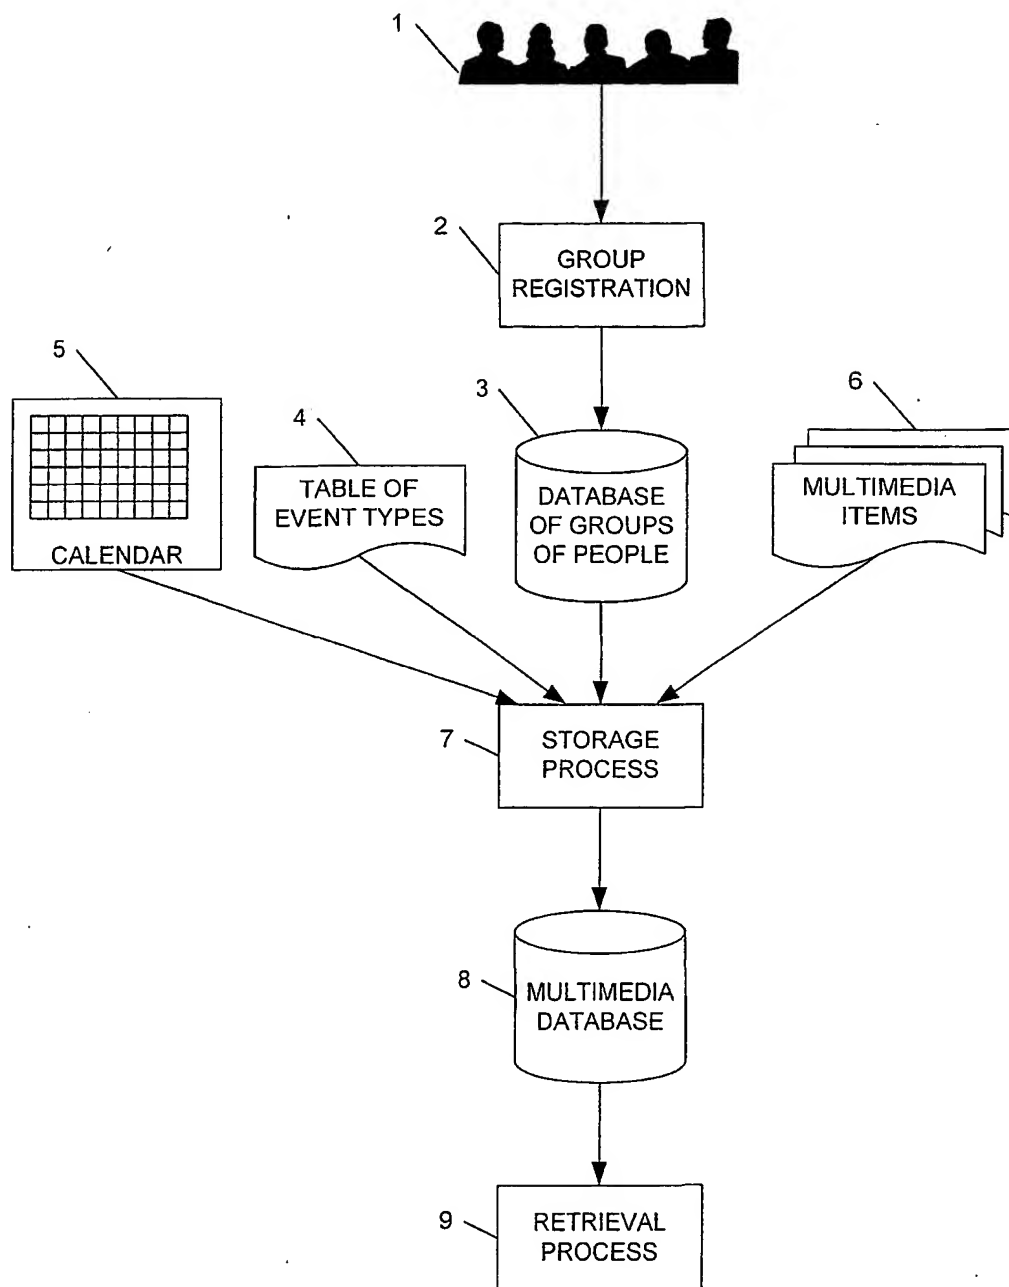 1
2
GROUP
REGISTRATION
5
CALENDAR
4
TABLE OF
EVENT TYPES
3
DATABASE
OF GROUPS
OF PEOPLE
6
MULTIMEDIA
ITEMS
7
STORAGE
PROCESS
8
MULTIMEDIA
DATABASE
9
RETRIEVAL
PROCESS